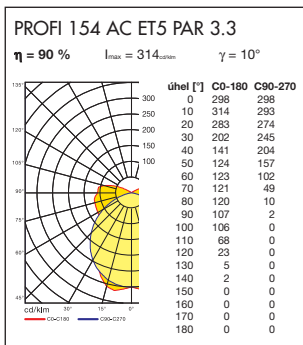 PROFI 154 AC ET5 PAR 3.3
η = 90 % Imax = 314cd/klm γ = 10°
135°
120°
105°
90°
75°
60°
45°
300
250
200
150
100
100
150
200
250
300
cd/klm 30° 15° 0°
C0-C180 C90-C270
úhel [°] C0-180 C90-270
0 298 298
10 314 293
20 283 274
30 202 245
40 141 204
50 124 157
60 123 102
70 121 49
80 120 10
90 107 2
100 106 0
110 68 0
120 23 0
130 5 0
140 2 0
150 0 0
160 0 0
170 0 0
180 0 0